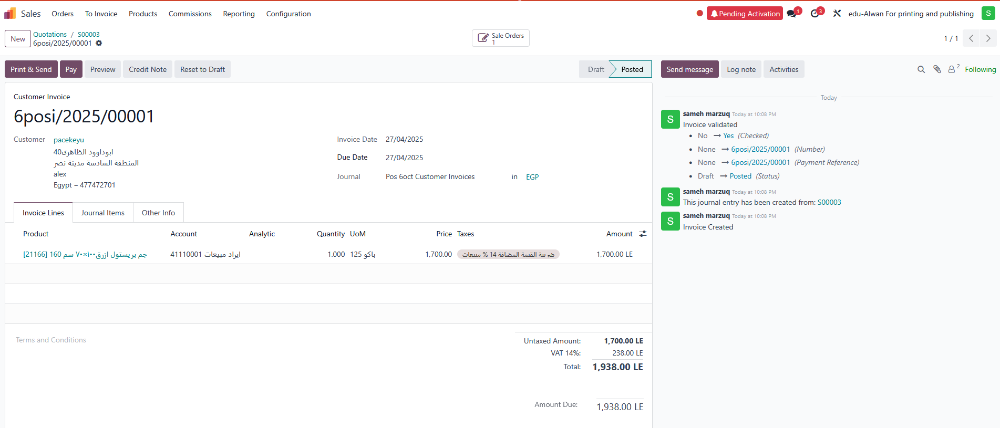 Sales Orders To Invoice Products Commissions Reporting Configuration Pending Activation 1 3 edu-Alwan For printing and publishing S
New Quotations / S00003 Sale Orders 1 / 1
6posi/2025/00001 1
Print & Send Pay Preview Credit Note Reset to Draft Draft Posted Send message Log note Activities 2 Following
Customer Invoice
6posi/2025/00001
Customer pacekeyu
ابوداوود الظاهرى40
المنطقة السادسة مدينة نصر
alex
Egypt – 477472701
Invoice Date 27/04/2025
Due Date 27/04/2025
Journal Pos 6oct Customer Invoices in EGP
Invoice Lines Journal Items Other Info
Product Account Analytic Quantity UoM Price Taxes Amount
[21166] جم بريستول ازرق١٠٠×٧٠ سم 160 41110001 ايراد مبيعات 1.000 باكو 125 1,700.00 ضريبة القيمة المضافة 14 % مبيعات 1,700.00 LE
Terms and Conditions
Untaxed Amount: 1,700.00 LE
VAT 14%: 238.00 LE
Total: 1,938.00 LE
Amount Due: 1,938.00 LE
Today
S sameh marzuq Today at 10:08 PM
Invoice validated
No → Yes (Checked)
None → 6posi/2025/00001 (Number)
None → 6posi/2025/00001 (Payment Reference)
Draft → Posted (Status)
S sameh marzuq Today at 10:08 PM
This journal entry has been created from: S00003
S sameh marzuq Today at 10:08 PM
Invoice Created